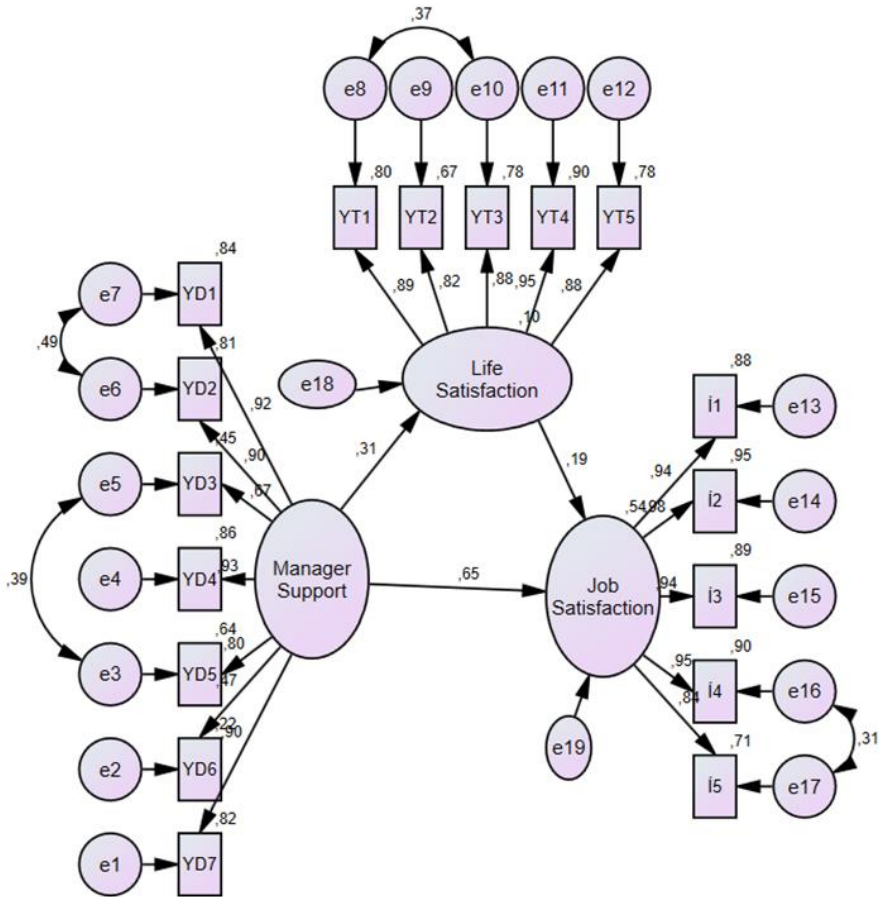 ,37
e8 e9 e10 e11 e12
,80 ,67 ,78 ,90 ,78
YT1 YT2 YT3 YT4 YT5
,89 ,82 ,88 ,95 ,88
,10
Life
Satisfaction
e18
,84
e7 YD1
,49
,81
e6 YD2
,92
,45
,90
e5 YD3
,67
,31
,39
,86
e4 YD4
,93
Manager
Support
,64
,80
e3 YD5
,47
,22
,90
e2 YD6
,82
e1 YD7
,65
,19
,88
İ1 e13
,94
,95
,54
,98
İ2 e14
,89
Job
Satisfaction
,94
İ3 e15
,90
,95
İ4 e16
,84
,31
,71
İ5 e17
e19